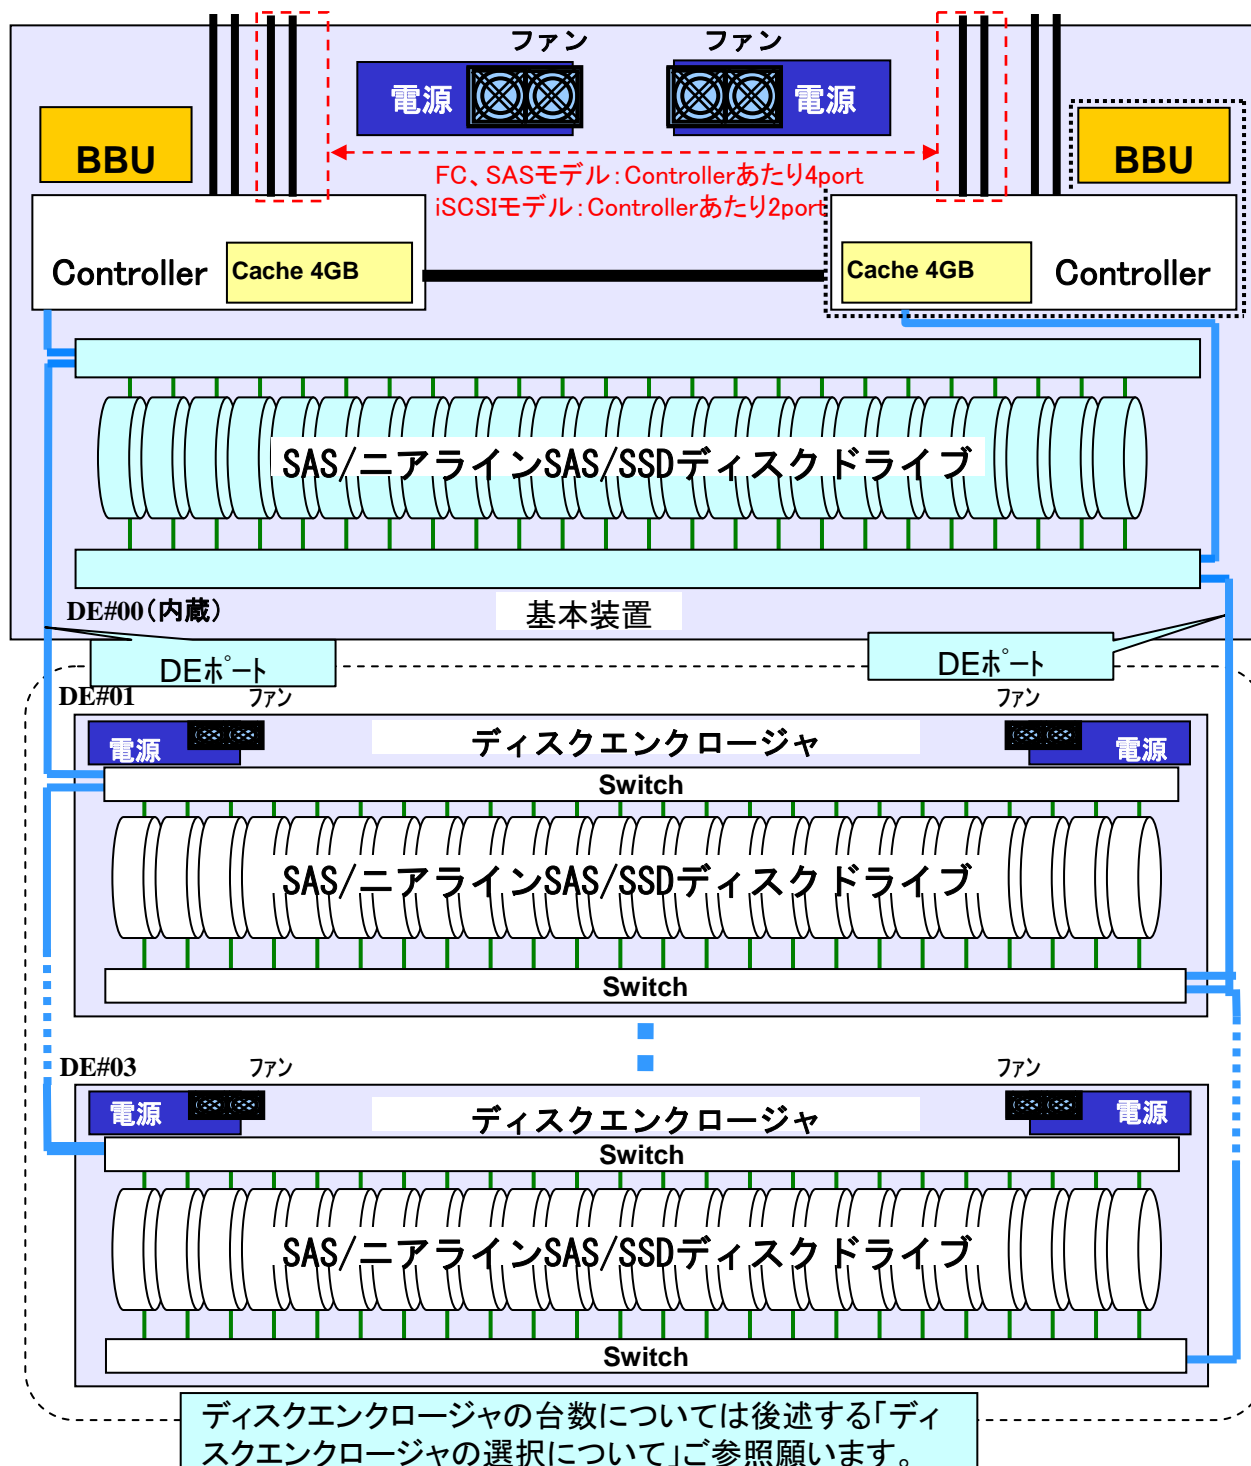 ファン ファン
電源 電源
BBU BBU
FC、SASモデル：Controllerあたり4port
iSCSIモデル：Controllerあたり2port
Controller Cache 4GB Cache 4GB Controller
SAS/ニアラインSAS/SSDディスクドライブ
DE#00（内蔵）
基本装置
DEポート DEポート
DE#01 ファン ファン
電源 ディスクエンクロージャ 電源
Switch
SAS/ニアラインSAS/SSDディスクドライブ
Switch
DE#03 ファン ファン
電源 ディスクエンクロージャ 電源
Switch
SAS/ニアラインSAS/SSDディスクドライブ
Switch
ディスクエンクロージャの台数については後述する「ディ
スクエンクロージャの選択について」ご参照願います。